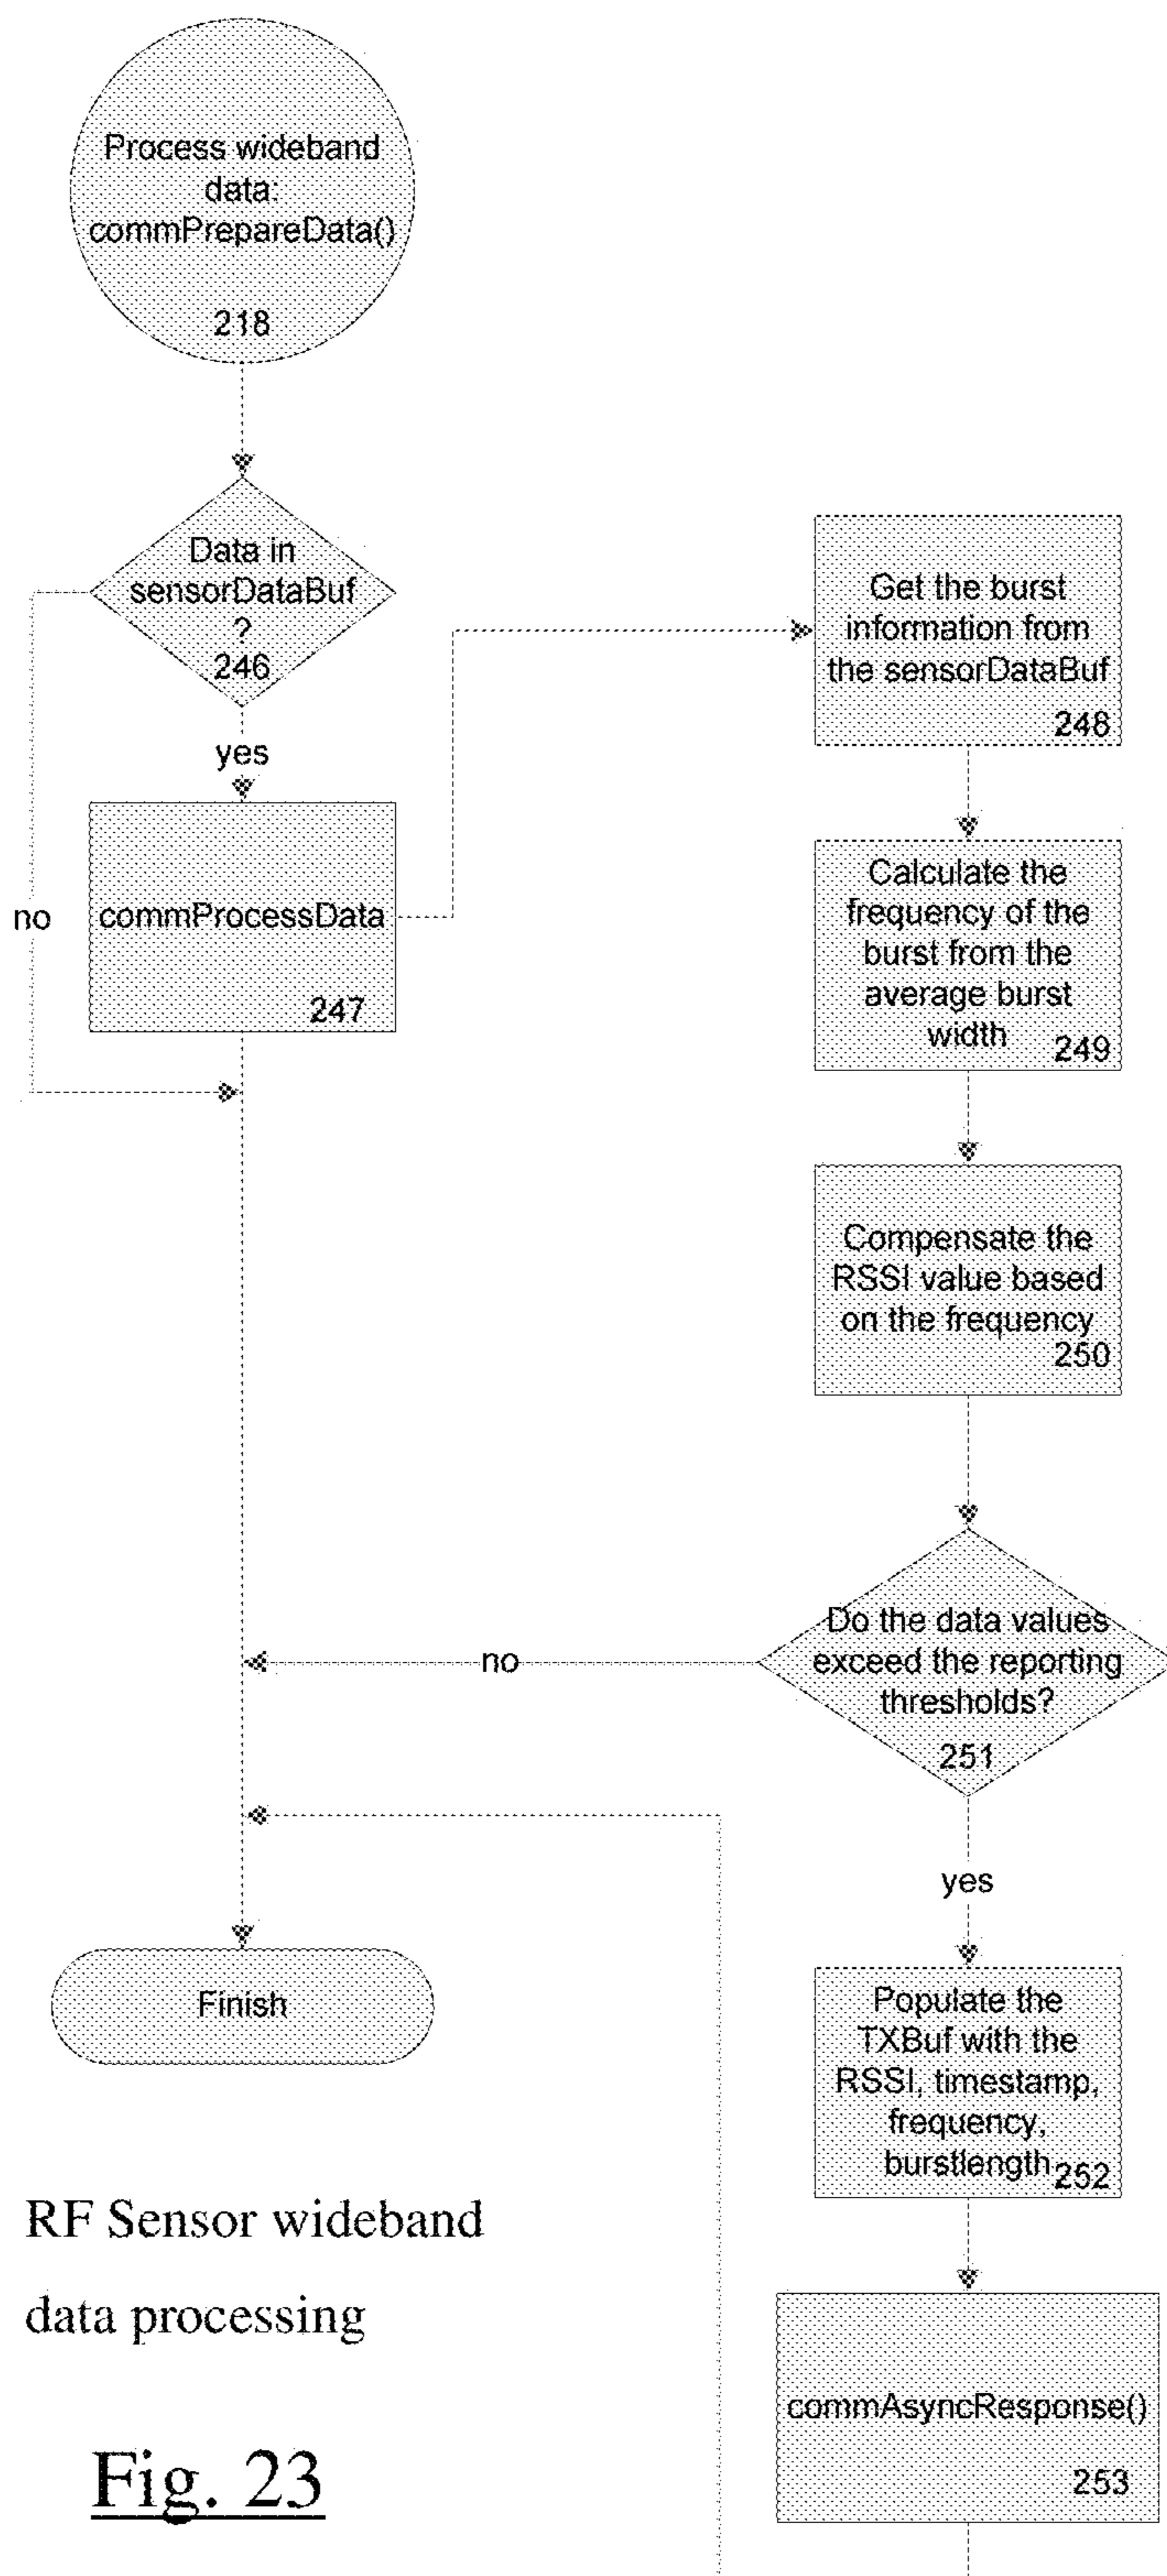 Process wideband
data:
commPrepareData()
218
Data in
sensorDataBuf
?
246
yes
no
commProcessData
247
Get the burst
information from
the sensorDataBuf
248
Calculate the
frequency of the
burst from the
average burst
width
249
Compensate the
RSSI value based
on the frequency
250
Do the data values
exceed the reporting
thresholds?
251
no
yes
Finish
Populate the
TXBuf with the
RSSI, timestamp,
frequency,
burstlength
252
commAsyncResponse()
253
RF Sensor wideband
data processing
Fig. 23